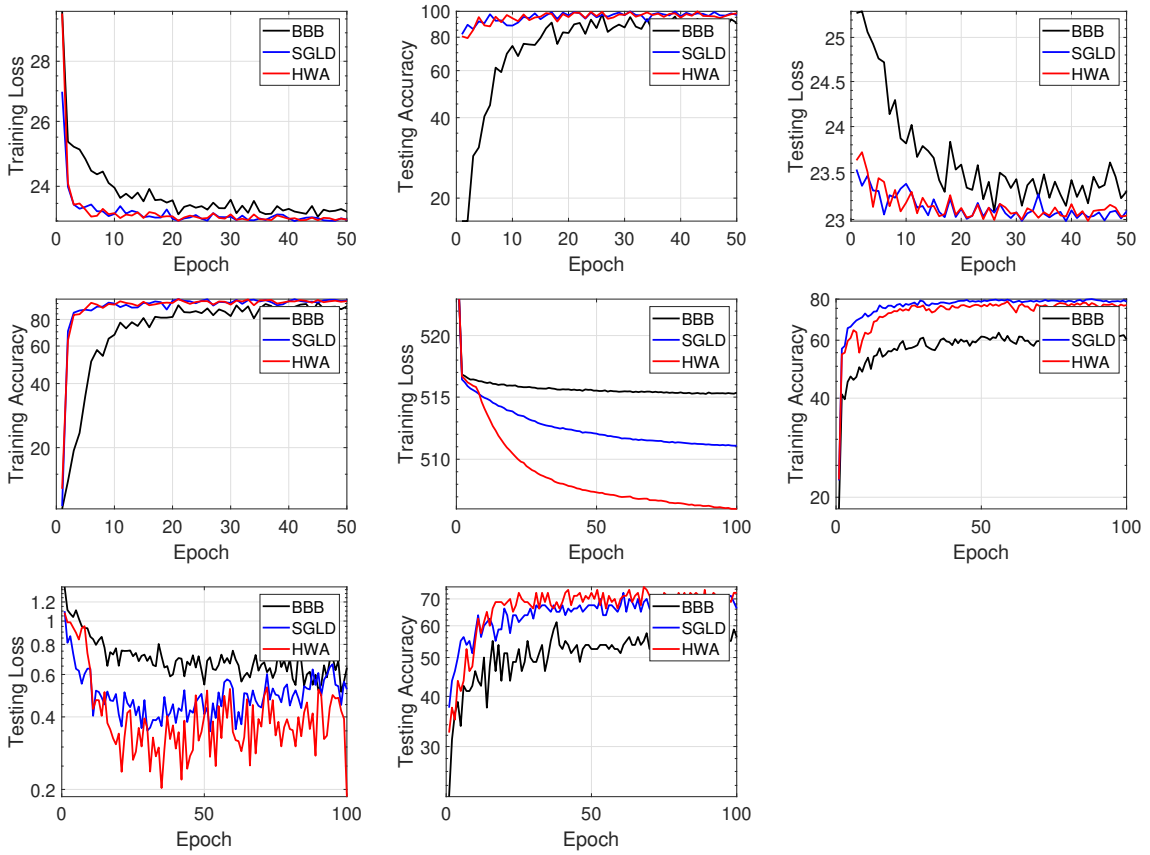 Training Loss
28
26
24
0 10 20 30 40 50
Epoch
BBB
SGLD
HWA
Testing Accuracy
100
80
60
40
20
0 10 20 30 40 50
Epoch
BBB
SGLD
HWA
Testing Loss
25
24.5
24
23.5
23
0 10 20 30 40 50
Epoch
BBB
SGLD
HWA
Training Accuracy
80
60
40
20
0 10 20 30 40 50
Epoch
BBB
SGLD
HWA
Training Loss
520
515
510
0 50 100
Epoch
BBB
SGLD
HWA
Training Accuracy
80
60
40
20
0 50 100
Epoch
BBB
SGLD
HWA
Testing Loss
1.2
1
0.8
0.6
0.4
0.2
0 50 100
Epoch
BBB
SGLD
HWA
Testing Accuracy
70
60
50
40
30
0 50 100
Epoch
BBB
SGLD
HWA